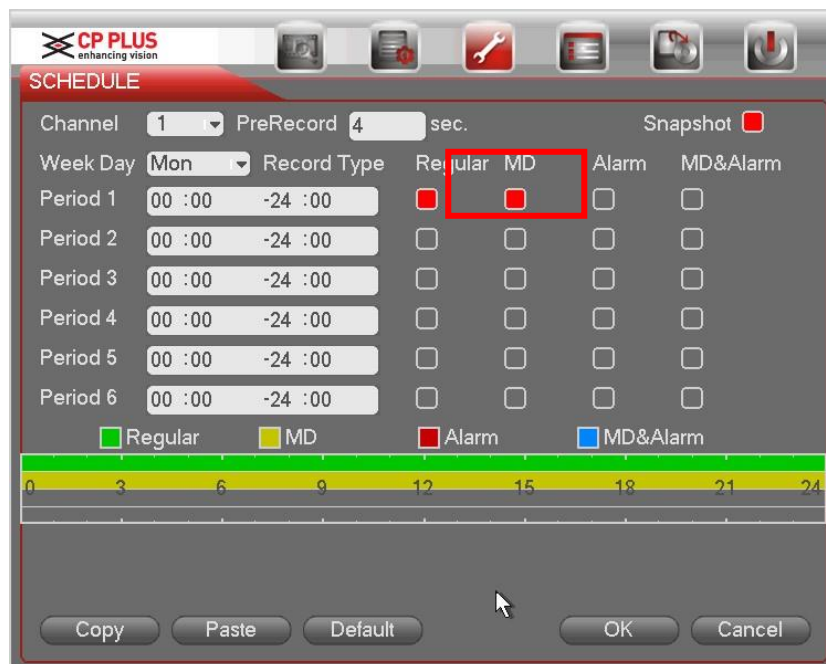 CP PLUS
enhancing vision
SCHEDULE
Channel 1 PreRecord 4 sec. Snapshot
Week Day Mon Record Type Regular MD Alarm MD&Alarm
Period 1 00 :00 -24 :00
Period 2 00 :00 -24 :00
Period 3 00 :00 -24 :00
Period 4 00 :00 -24 :00
Period 5 00 :00 -24 :00
Period 6 00 :00 -24 :00
Regular MD Alarm MD&Alarm
0 3 6 9 12 15 18 21 24
Copy Paste Default OK Cancel